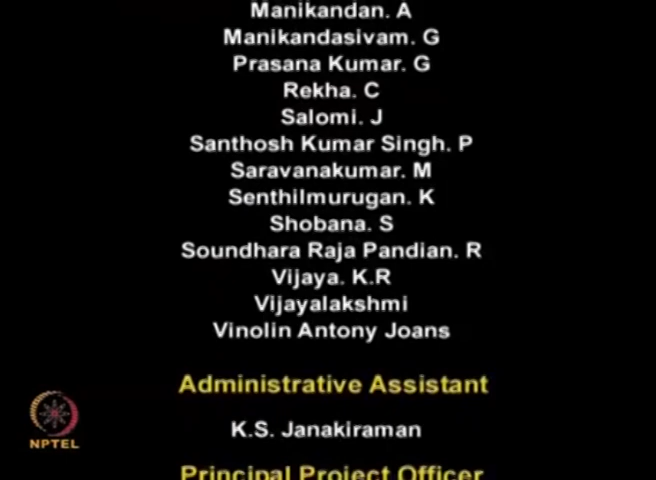 Manikandan. A
Manikandasivam. G
Prasana Kumar. G
Rekha. C
Salomi. J
Santhosh Kumar Singh. P
Saravanakumar. M
Senthilmurugan. K
Shobana. S
Soundhara Raja Pandian. R
Vijaya. K.R
Vijayalakshmi
Vinolin Antony Joans
Administrative Assistant
K.S. Janakiraman
NPTEL
Principal Project Officer